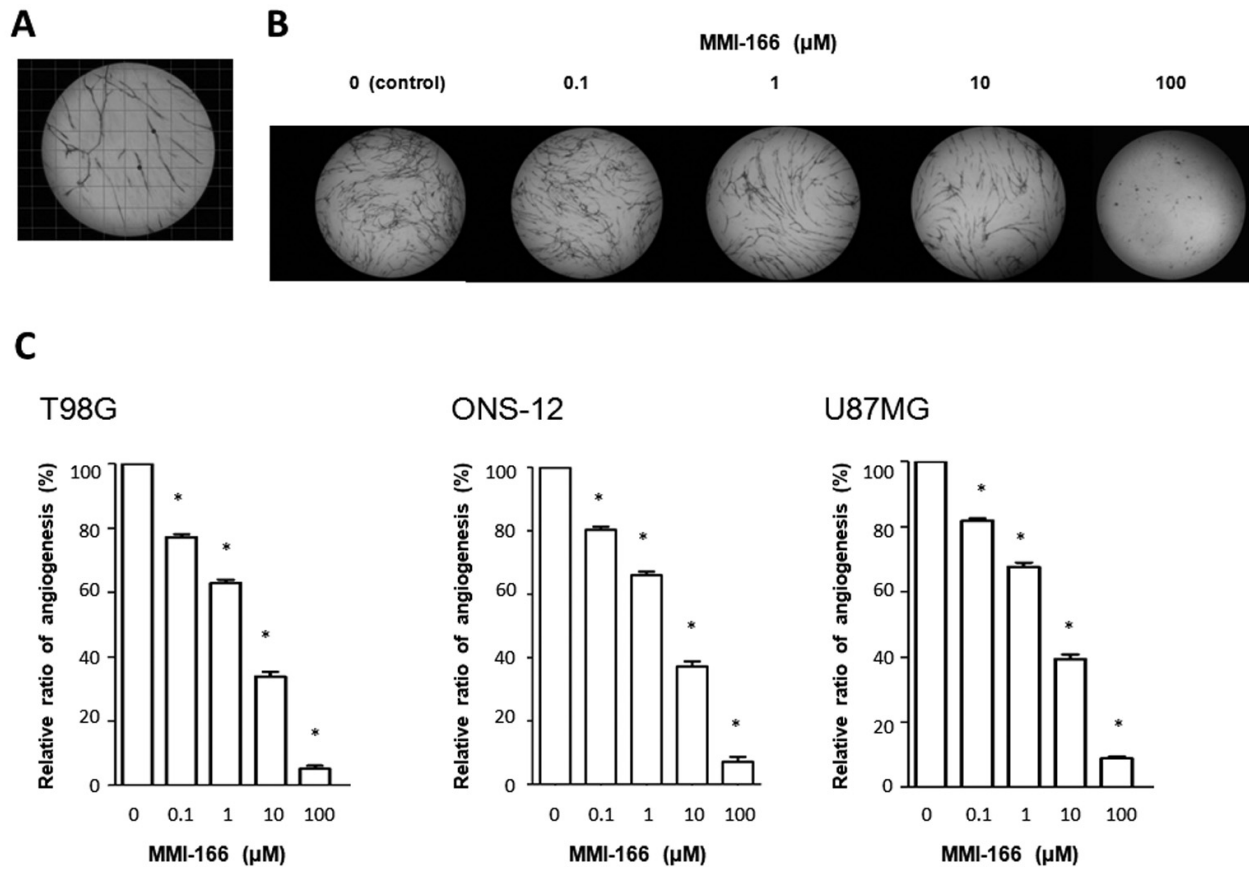 A
B
MMI-166 (µM)
0 (control) 0.1 1 10 100
C
T98G
Relative ratio of angiogenesis (%)
100
*
80
*
60
*
40
20
*
0
0 0.1 1 10 100
MMI-166 (µM)
ONS-12
Relative ratio of angiogenesis (%)
100
*
80
*
60
*
40
20
*
0
0 0.1 1 10 100
MMI-166 (µM)
U87MG
Relative ratio of angiogenesis (%)
100
*
80
*
60
*
40
20
*
0
0 0.1 1 10 100
MMI-166 (µM)